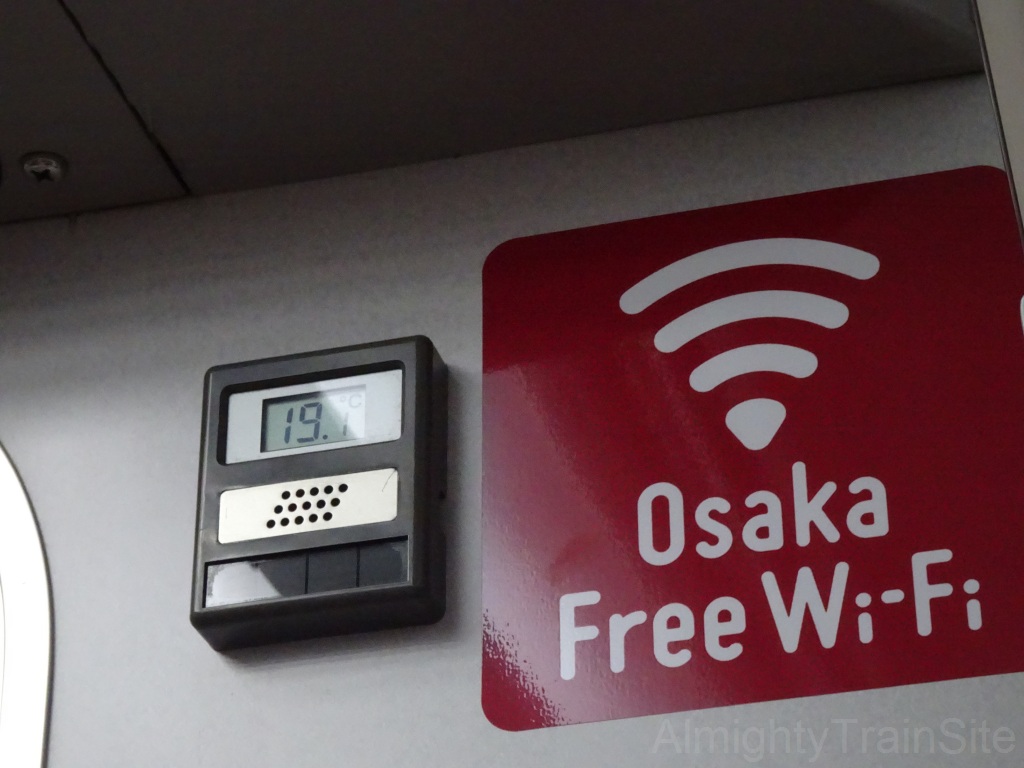 19.1 °C
Osaka
Free Wi-Fi
AlmightyTrainSite